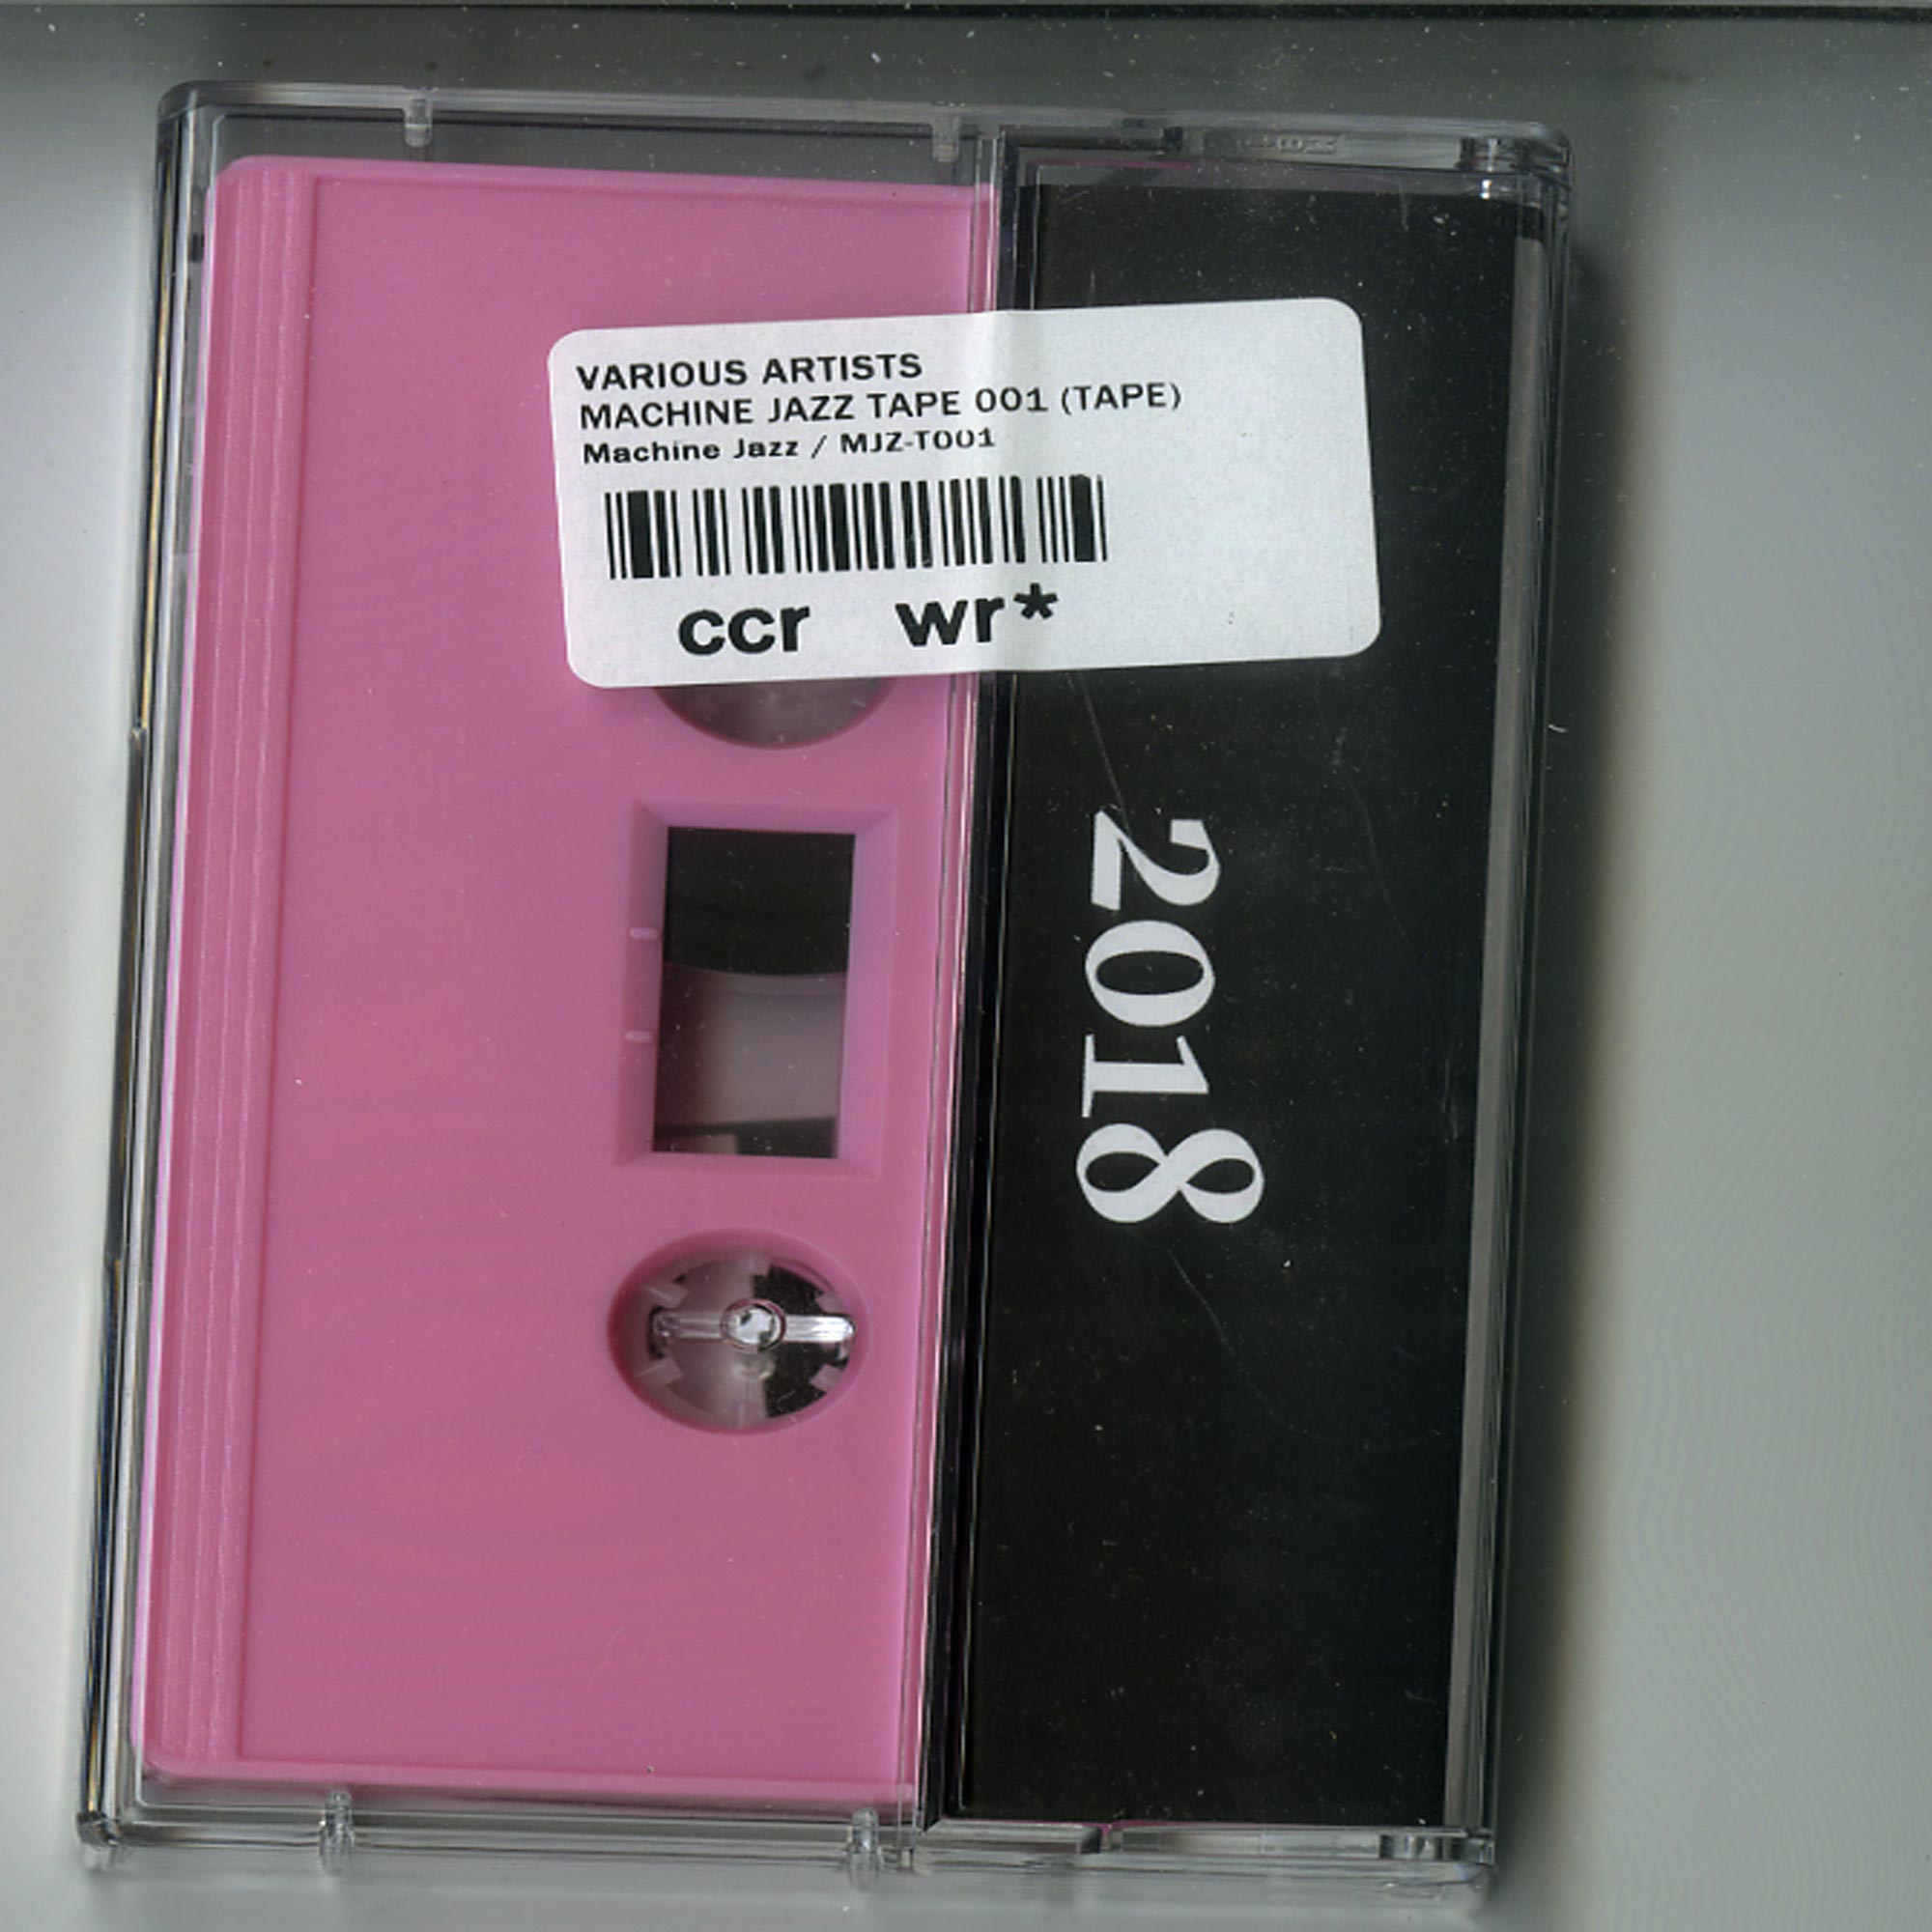 VARIOUS ARTISTS
MACHINE JAZZ TAPE 001 (TAPE)
Machine Jazz / MJZ-T001
ccr wr*
2018